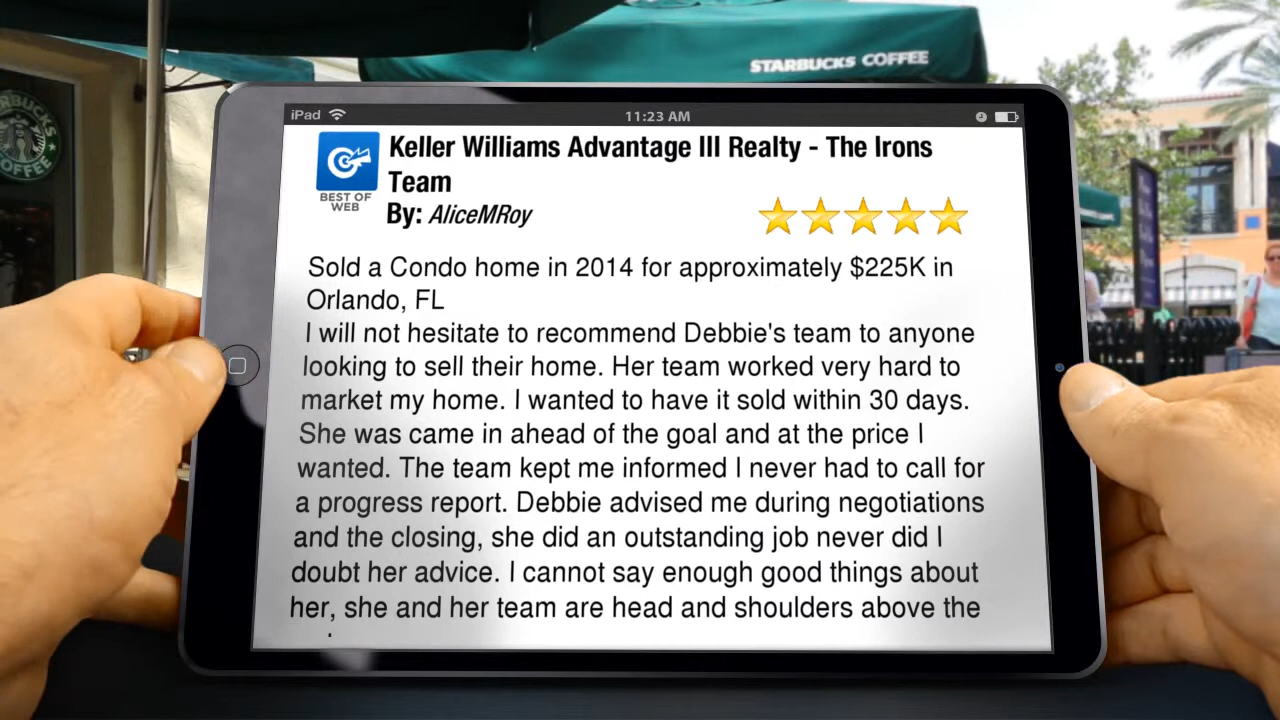 STARBUCKS COFFEE
iPad
11:23 AM
Keller Williams Advantage III Realty - The Irons
Team
BEST OF
WEB
By: AliceMRoy
Sold a Condo home in 2014 for approximately $225K in
Orlando, FL
I will not hesitate to recommend Debbie's team to anyone
looking to sell their home. Her team worked very hard to
market my home. I wanted to have it sold within 30 days.
She was came in ahead of the goal and at the price I
wanted. The team kept me informed I never had to call for
a progress report. Debbie advised me during negotiations
and the closing, she did an outstanding job never did I
doubt her advice. I cannot say enough good things about
her, she and her team are head and shoulders above the